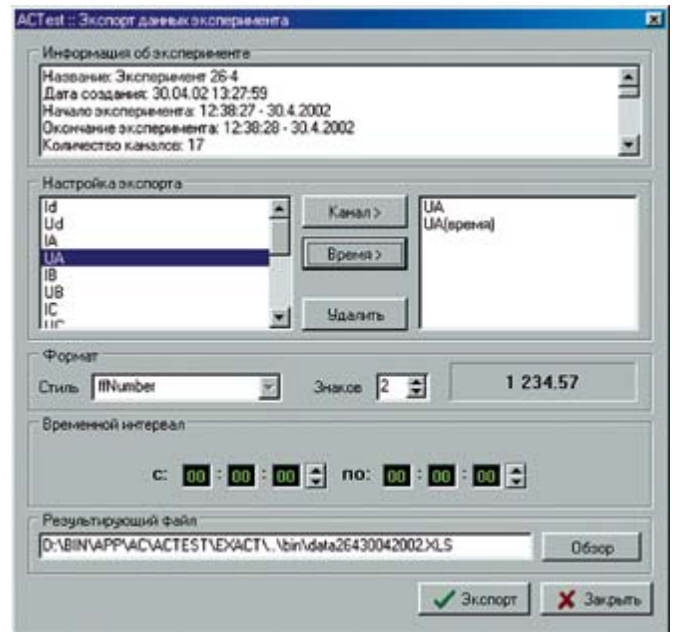 ACTest :: Экспорт данных эксперимента
Информация об эксперименте
Название: Эксперимент 26-4
Дата создания: 30.04.02 13:27:59
Начало эксперимента: 12:38:27 - 30.4.2002
Окончание эксперимента: 12:38:28 - 30.4.2002
Количество каналов: 17
Настройка экспорта
Id
Ud
IA
UA
IB
UB
IC
UC
Канал >
Время >
Удалить
UA
UA(время)
Формат
Стиль ffNumber Знаков 2 1 234.57
Временной интервал
с: 00 : 00 : 00 по: 00 : 00 : 00
Результирующий файл
D:\BIN\APP\AC\ACTEST\EXACT\..\bin\data26430042002.XLS Обзор
Экспорт Закрыть